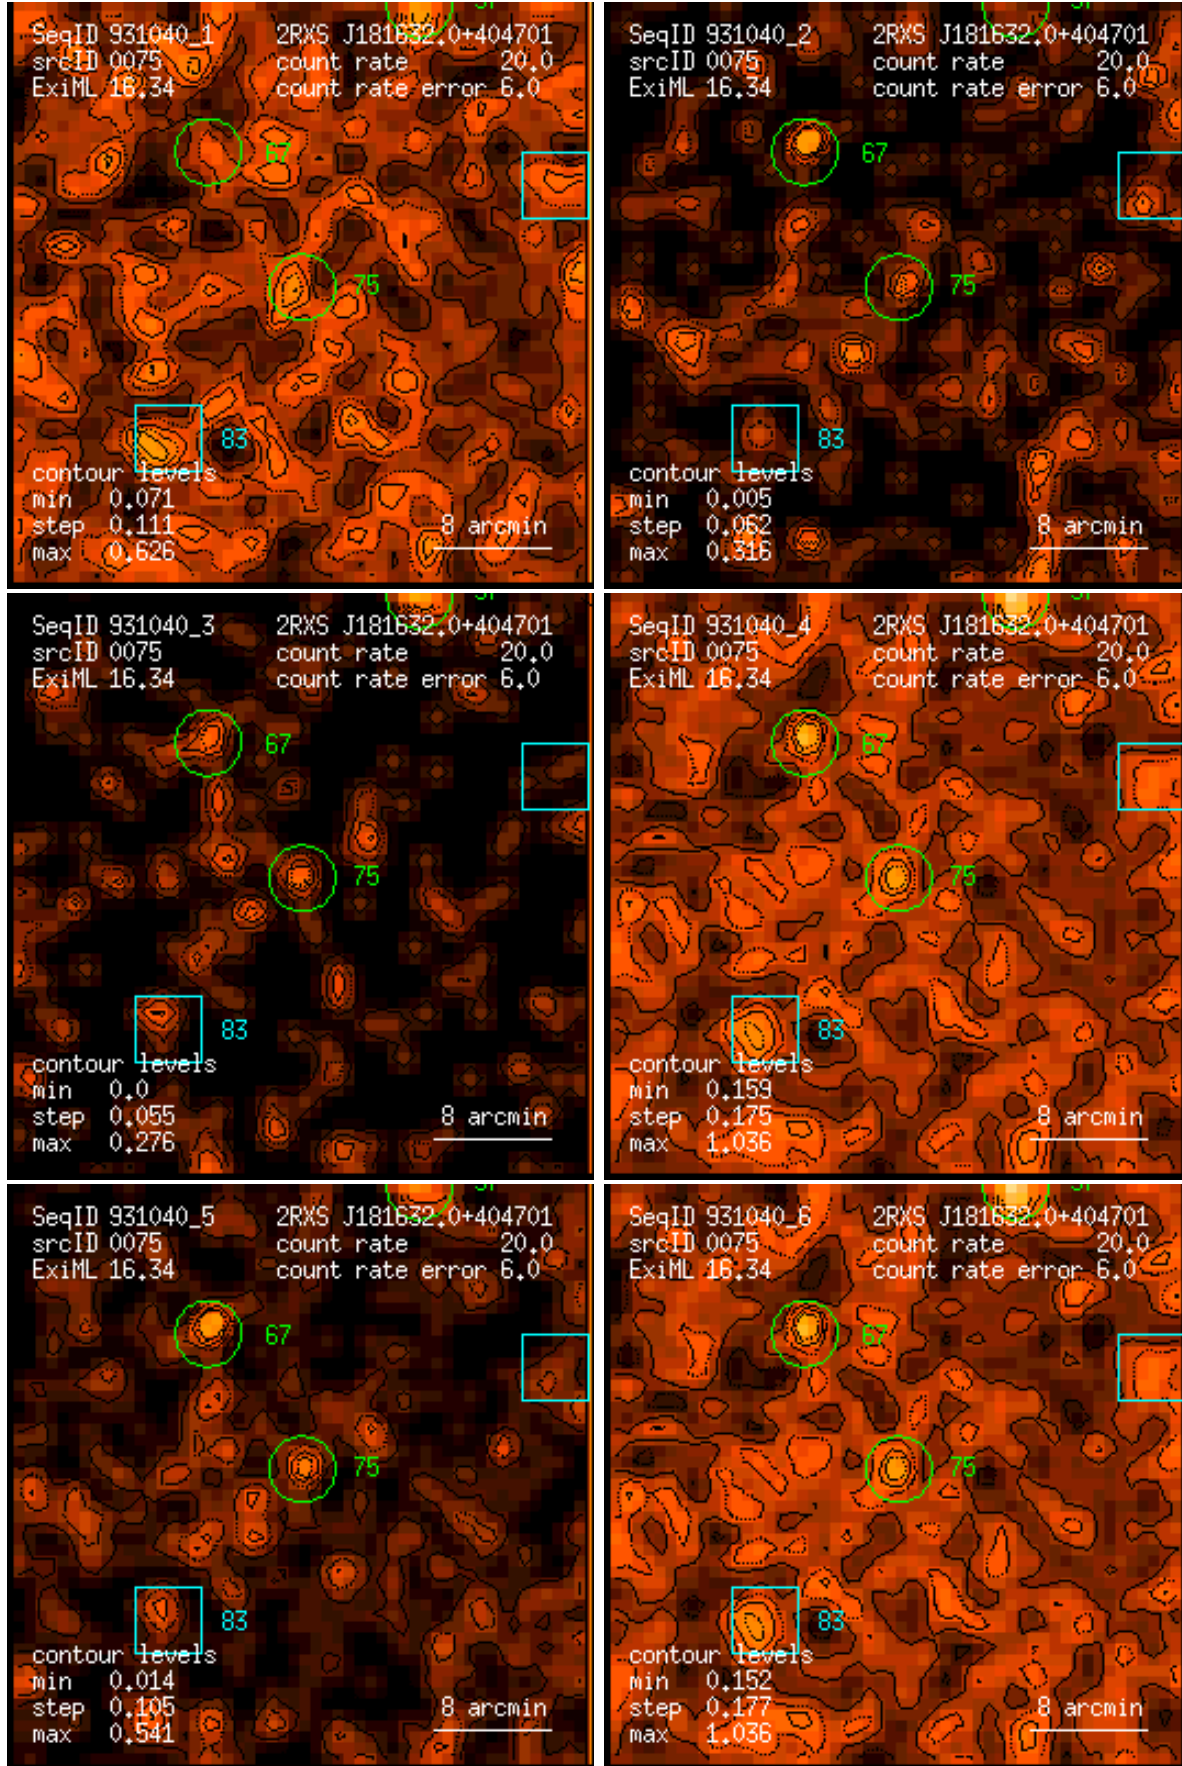 SeqID 931040_1 2RXS J181632.0+404701
srcID 0075 count rate 20.0
ExiML 16.34 count rate error 6.0
67
75
83
contour levels
min 0.071
step 0.111 8 arcmin
max 0.626
SeqID 931040_2 2RXS J181632.0+404701
srcID 0075 count rate 20.0
ExiML 16.34 count rate error 6.0
67
75
83
contour levels
min 0.005
step 0.062 8 arcmin
max 0.316
SeqID 931040_3 2RXS J181632.0+404701
srcID 0075 count rate 20.0
ExiML 16.34 count rate error 6.0
67
75
83
contour levels
min 0.0
step 0.055 8 arcmin
max 0.276
SeqID 931040_4 2RXS J181632.0+404701
srcID 0075 count rate 20.0
ExiML 16.34 count rate error 6.0
67
75
83
contour levels
min 0.159
step 0.175 8 arcmin
max 1.036
SeqID 931040_5 2RXS J181632.0+404701
srcID 0075 count rate 20.0
ExiML 16.34 count rate error 6.0
67
75
83
contour levels
min 0.014
step 0.105 8 arcmin
max 0.541
SeqID 931040_6 2RXS J181632.0+404701
srcID 0075 count rate 20.0
ExiML 16.34 count rate error 6.0
67
75
83
contour levels
min 0.152
step 0.177 8 arcmin
max 1.036